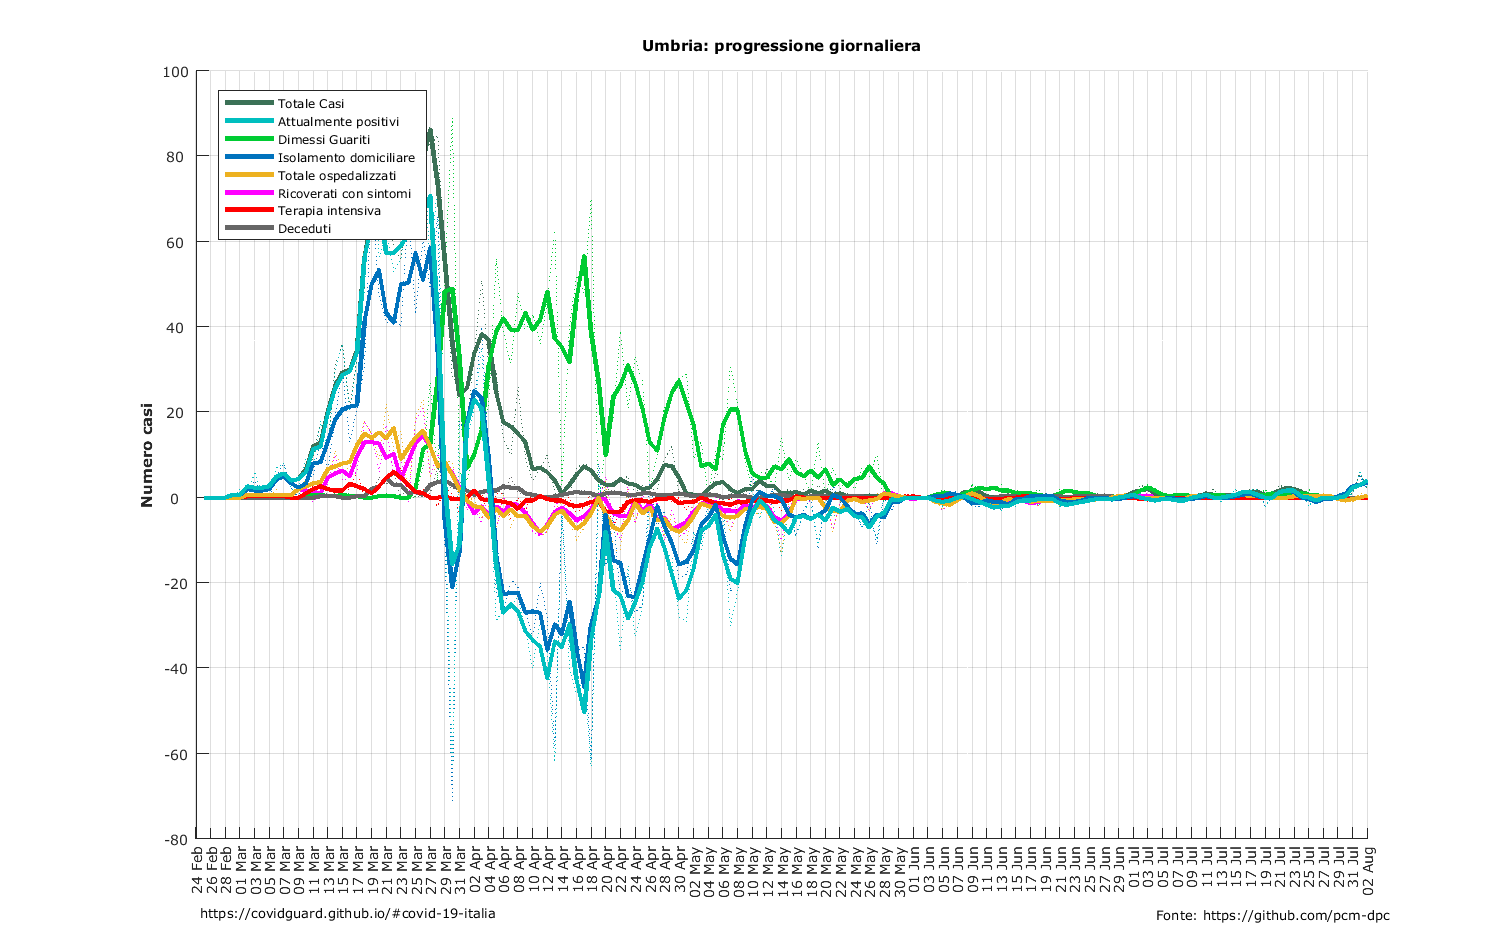 Umbria: progressione giornaliera
100
80
60
40
20
0
-20
-40
-60
-80
Numero casi
Totale Casi
Attualmente positivi
Dimessi Guariti
Isolamento domiciliare
Totale ospedalizzati
Ricoverati con sintomi
Terapia intensiva
Deceduti
24 Feb
26 Feb
28 Feb
01 Mar
03 Mar
05 Mar
07 Mar
09 Mar
11 Mar
13 Mar
15 Mar
17 Mar
19 Mar
21 Mar
23 Mar
25 Mar
27 Mar
29 Mar
31 Mar
02 Apr
04 Apr
06 Apr
08 Apr
10 Apr
12 Apr
14 Apr
16 Apr
18 Apr
20 Apr
22 Apr
24 Apr
26 Apr
28 Apr
30 Apr
02 May
04 May
06 May
08 May
10 May
12 May
14 May
16 May
18 May
20 May
22 May
24 May
26 May
28 May
30 May
01 Jun
03 Jun
05 Jun
07 Jun
09 Jun
11 Jun
13 Jun
15 Jun
17 Jun
19 Jun
21 Jun
23 Jun
25 Jun
27 Jun
29 Jun
01 Jul
03 Jul
05 Jul
07 Jul
09 Jul
11 Jul
13 Jul
15 Jul
17 Jul
19 Jul
21 Jul
23 Jul
25 Jul
27 Jul
29 Jul
31 Jul
02 Aug
https://covidguard.github.io/#covid-19-italia
Fonte: https://github.com/pcm-dpc